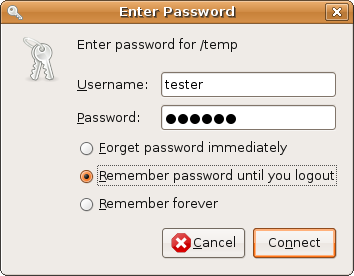 Enter Password
Enter password for /temp
Username: tester
Password: ●●●●●●
Forget password immediately
Remember password until you logout
Remember forever
Cancel Connect